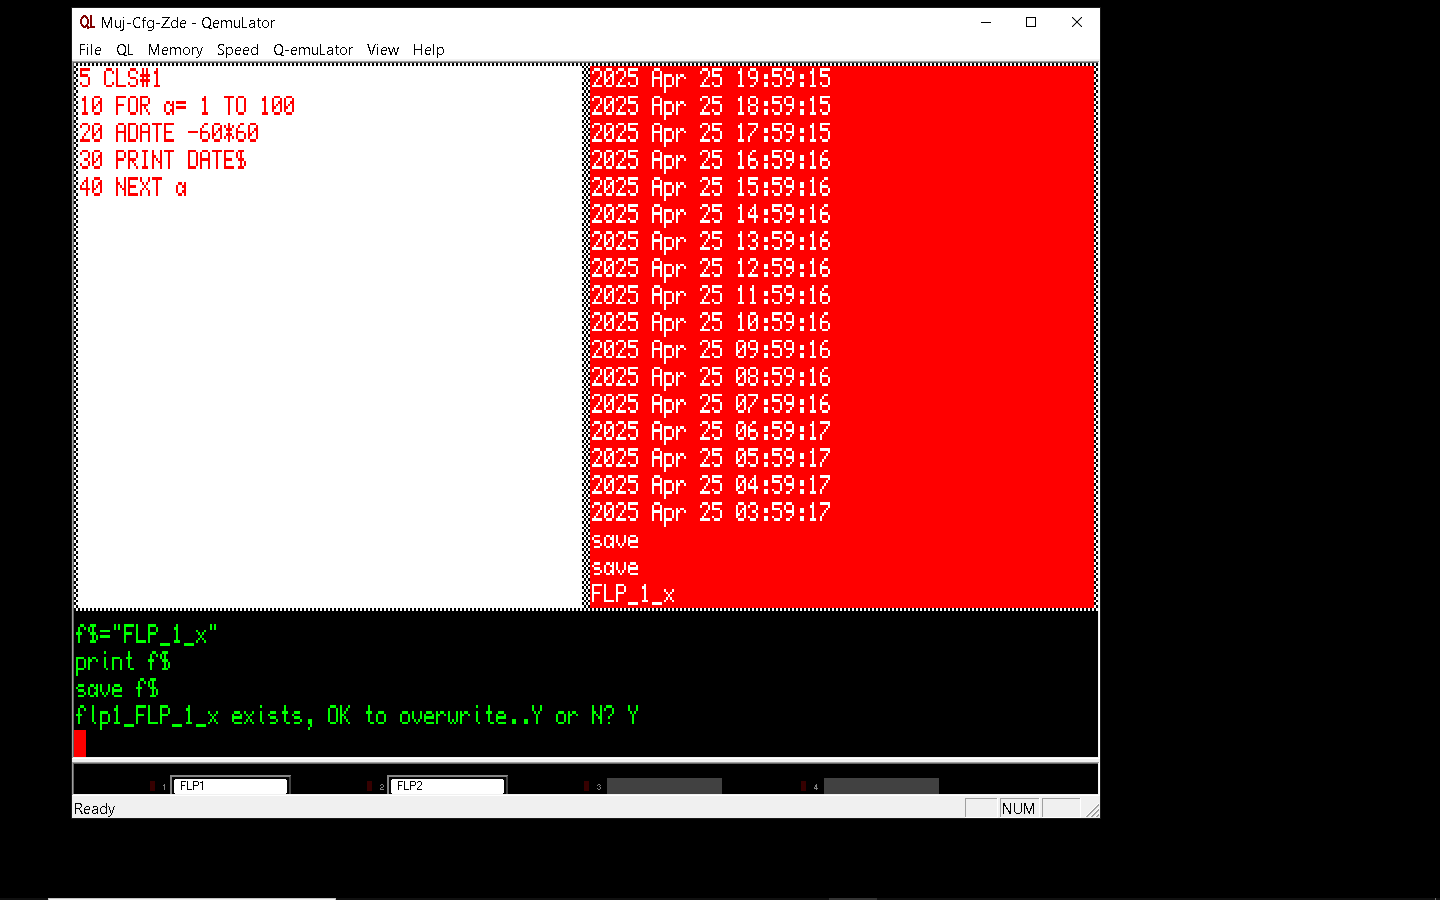 QL Muj-Cfg-Zde - QemuLator
File QL Memory Speed Q-emuLator View Help
5 CLS#1
10 FOR a= 1 TO 100
20 ADATE -60*60
30 PRINT DATE$
40 NEXT a
2025 Apr 25 19:59:15
2025 Apr 25 18:59:15
2025 Apr 25 17:59:15
2025 Apr 25 16:59:16
2025 Apr 25 15:59:16
2025 Apr 25 14:59:16
2025 Apr 25 13:59:16
2025 Apr 25 12:59:16
2025 Apr 25 11:59:16
2025 Apr 25 10:59:16
2025 Apr 25 09:59:16
2025 Apr 25 08:59:16
2025 Apr 25 07:59:16
2025 Apr 25 06:59:17
2025 Apr 25 05:59:17
2025 Apr 25 04:59:17
2025 Apr 25 03:59:17
save
save
FLP_1_x
f$="FLP_1_x"
print f$
save f$
flp1_FLP_1_x exists, OK to overwrite..Y or N? Y
1 FLP1 2 FLP2 3 4
Ready NUM